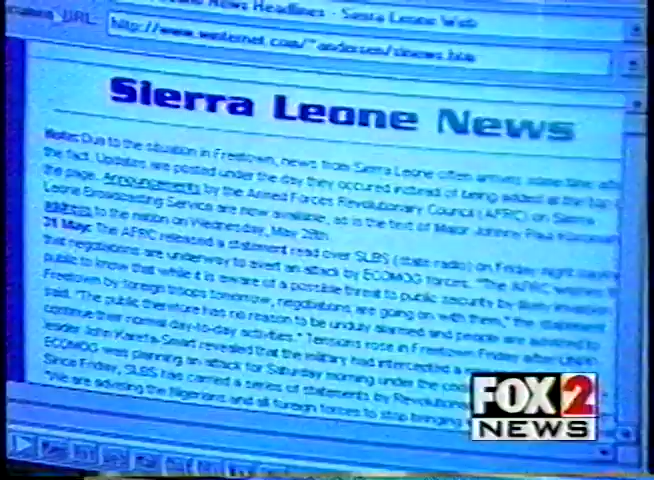 News Headlines - Sierra Leone Web
URL: http://www.westernet.com/~andersen/slnews.htm
Sierra Leone News
Note: Due to the situation in Freetown, news from Sierra Leone often arrives some time after
the fact. Updates are posted under the day they occured instead of being added at the
the page. Announcements by the Armed Forces Revolutionary Council (AFRC) on Sierra
Leone Broadcasting Service are now available, as is the text of Major Johnny Paul Koroma's
address to the nation on Wednesday, May 28th.
31 May: The AFRC released a statement read over SLBS (state radio) on Friday night saying
that negotiations are underway to avert an attack by ECOMOG forces. "The AFRC wishes the
public to know that while it is aware of a possible threat to public security by likely invasion
Freetown by foreign troops tomorrow, negotiations are going on with them," the statement
said. "The public therefore has no reason to be unduly alarmed and people are advised to
continue their normal day-to-day activities." Tensions rose in Freetown Friday after UNPP
leader John Karefa-Smart revealed that the military had intercepted a
ECOMOG was planning an attack for Saturday morning under the code
Since Friday, SLBS has carried a series of statements by Revolutionary
"We are advising the Nigerians and all foreign forces to stop bringing
FOX 2
NEWS